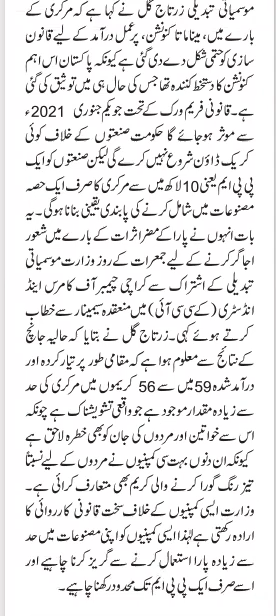 موسمیاتی تبدیلی زرتاج گل نے کہا ہے کہ مرکری کے
بارے میں، میناماتا کنونشن، پر عمل درآمد کے لیے قانون
سازی کو حتمی شکل دے دی گئی ہے کیونکہ پاکستان اس اہم
کنونشن کا دستخط کنندہ تھا جس کی حال ہی میں توثیق کی گئی
ہے۔ قانونی فریم ورک کے تحت جو یکم جنوری 2021ء
سے موثر ہو جائے گا حکومت صنعتوں کے خلاف کوئی
کریک ڈاؤن شروع نہیں کرے گی لیکن صنعتوں کو ایک
پی پی ایم یعنی 10 لاکھ میں سے مرکری کا صرف ایک حصہ
مصنوعات میں شامل کرنے کی پابندی یقینی بنانا ہوگی۔ یہ
بات انہوں نے پارا کے مضر اثرات کے بارے میں شعور
اجاگر کرنے کے لیے جمعرات کے روز وزارت موسمیاتی
تبدیلی کے اشتراک سے کراچی چیمبر آف کامرس اینڈ
انڈسٹری (کے سی سی آئی) میں منعقدہ سیمینار سے خطاب
کرتے ہوئے کہی۔ زرتاج گل نے بتایا کہ حالیہ جانچ
کے نتائج سے معلوم ہوا ہے کہ مقامی طور پر تیار کردہ اور
درآمد شدہ 59 میں سے 56 کریموں میں مرکری کی حد
سے زیادہ مقدار موجود ہے جو واقعی تشویشناک ہے چونکہ
اس سے خواتین اور مردوں کی جان کو بھی خطرہ لاحق ہے
کیونکہ ان دنوں بہت سی کمپنیوں نے مردوں کے لیے نسبتاً
تیز رنگ گورا کرنے والی کریم بھی متعارف کرائی ہے۔
وزارت ایسی کمپنیوں کے خلاف سخت قانونی کارروائی کا
ارادہ رکھتی ہے لہٰذا ایسی کمپنیوں کو اپنی مصنوعات میں حد
سے زیادہ پارا استعمال کرنے سے گریز کرنا چاہیے اور
اسے صرف ایک پی پی ایم تک محدود رکھنا چاہیے۔